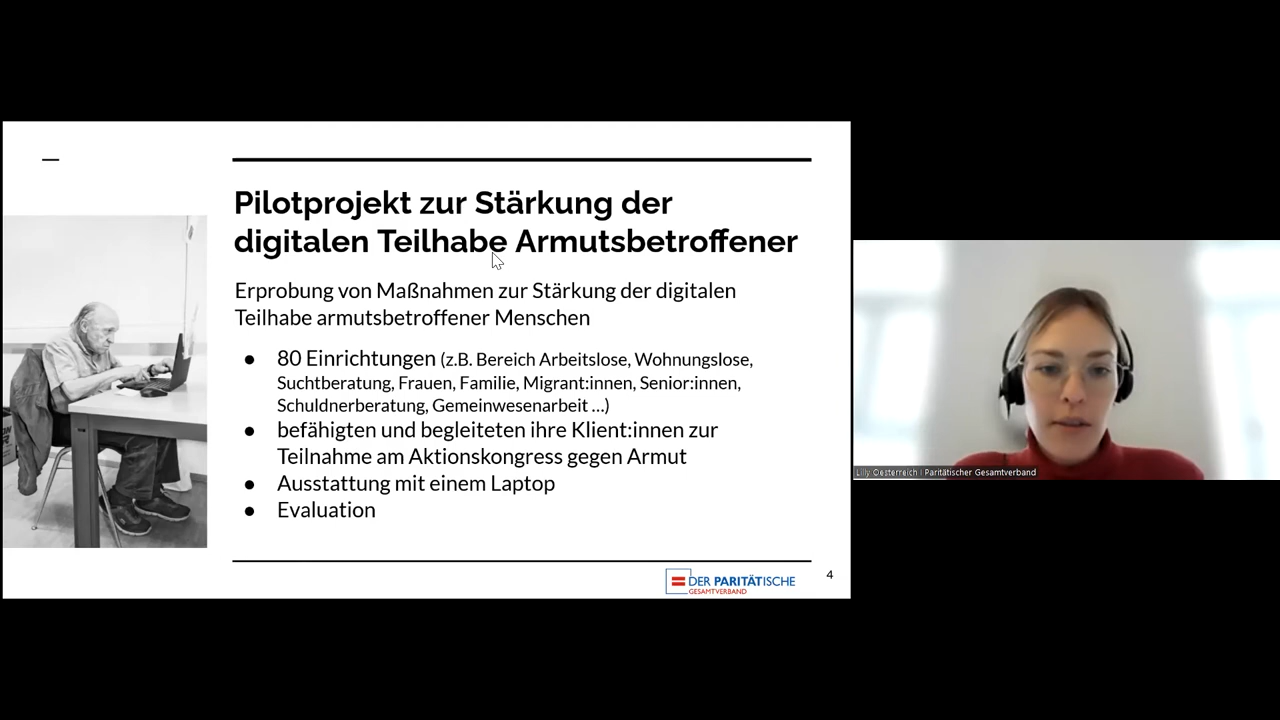 Pilotprojekt zur Stärkung der
digitalen Teilhabe Armutsbetroffener
Erprobung von Maßnahmen zur Stärkung der digitalen
Teilhabe armutsbetroffener Menschen
● 80 Einrichtungen (z.B. Bereich Arbeitslose, Wohnungslose,
Suchtberatung, Frauen, Familie, Migrant:innen, Senior:innen,
Schuldnerberatung, Gemeinwesenarbeit ...)
● befähigten und begleiteten ihre Klient:innen zur
Teilnahme am Aktionskongress gegen Armut
● Ausstattung mit einem Laptop
● Evaluation
DER PARITÄTISCHE
GESAMTVERBAND
4
Lilly Oesterreich | Paritätischer Gesamtverband